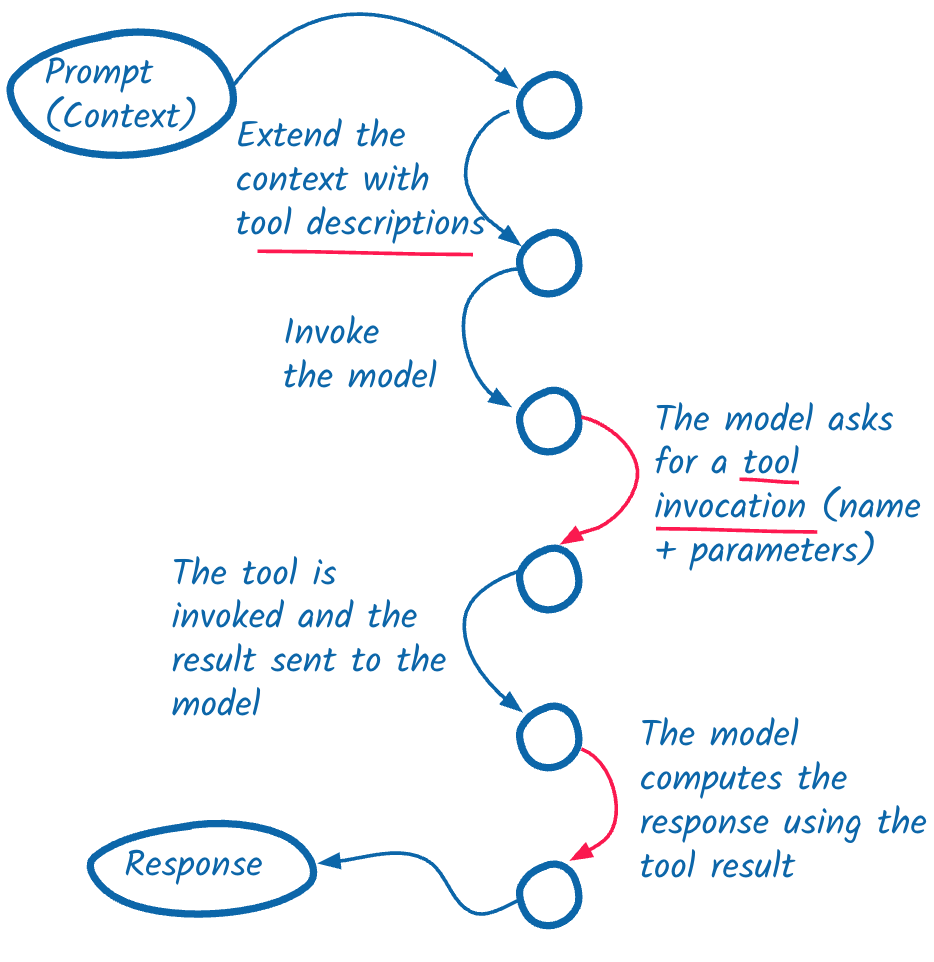 Prompt
(Context)
Extend the
context with
tool descriptions
Invoke
the model
The model asks
for a tool
invocation (name
+ parameters)
The tool is
invoked and the
result sent to the
model
The model
computes the
response using the
tool result
Response